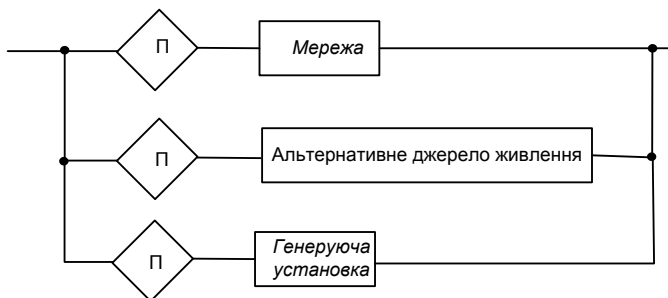 П
Мережа
П
Альтернативне джерело живлення
П
Генеруюча
установка